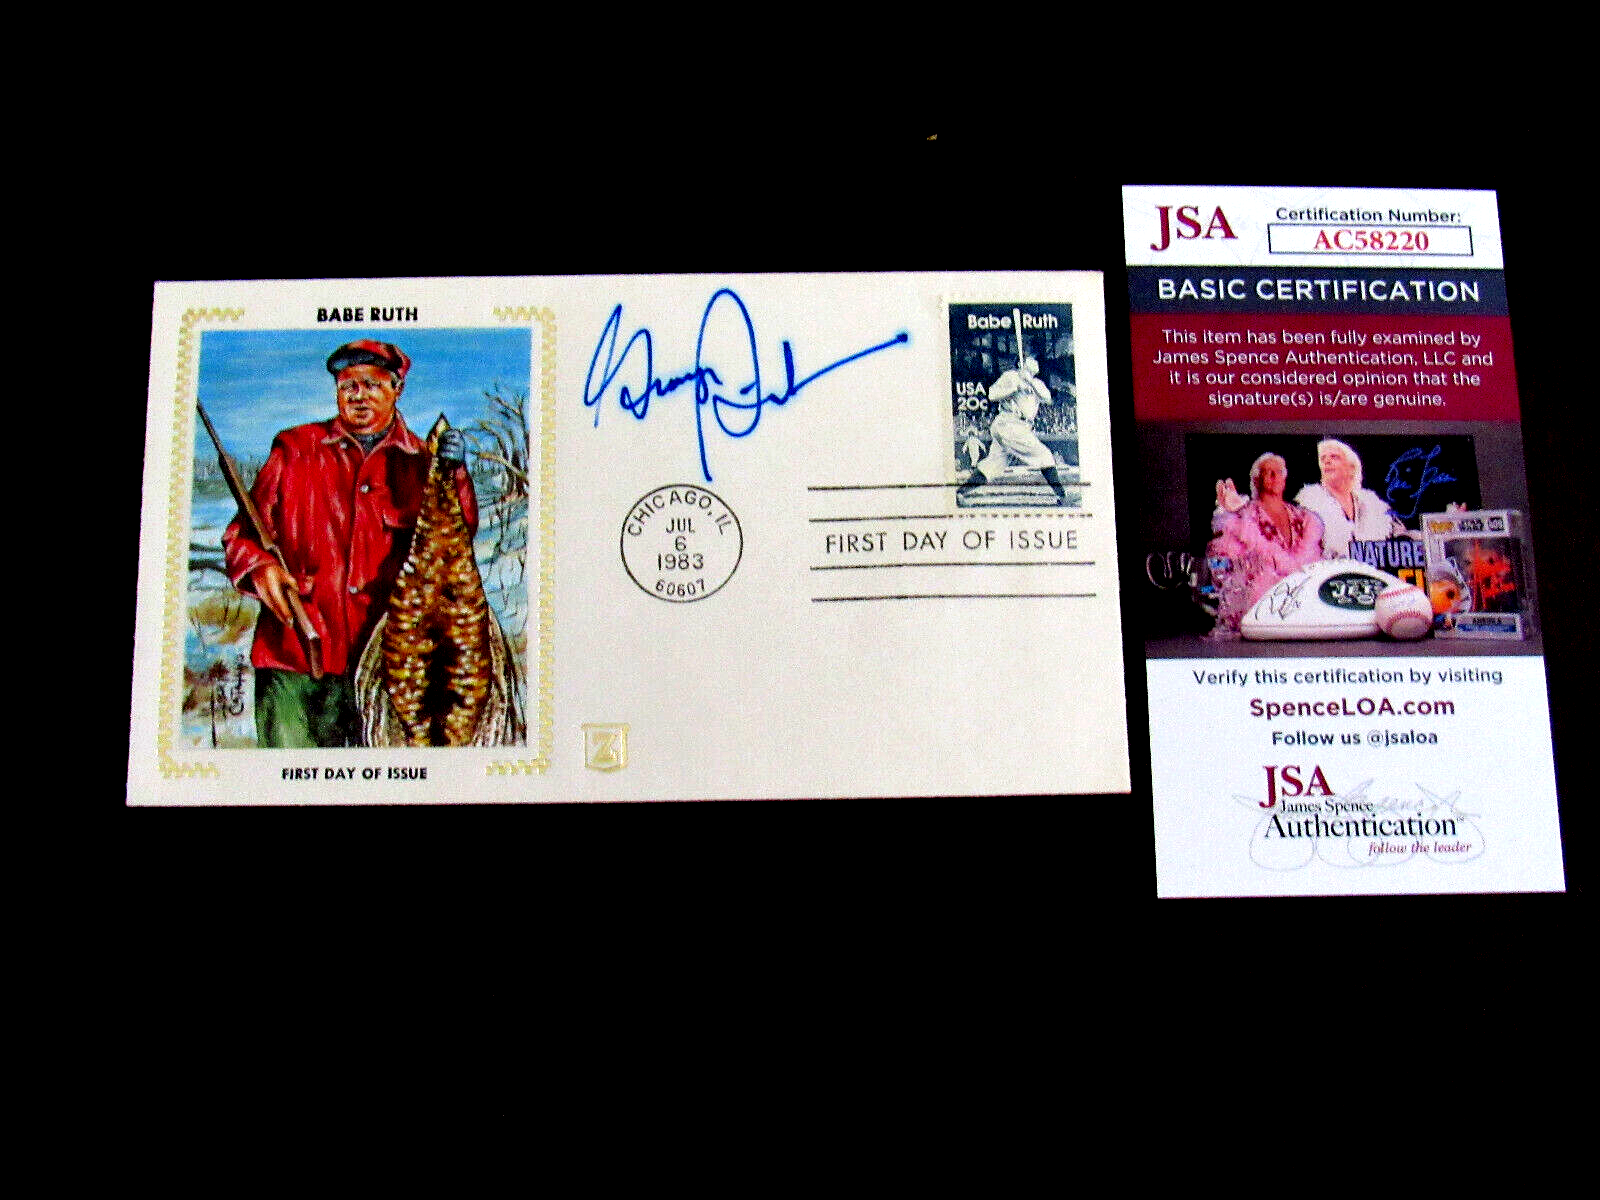 BABE RUTH
FIRST DAY OF ISSUE
Babe Ruth
USA
20c
CHICAGO, IL
JUL
6
1983
60607
FIRST DAY OF ISSUE
Z
JSA
Certification Number:
AC58220
BASIC CERTIFICATION
This item has been fully examined by
James Spence Authentication, LLC and
it is our considered opinion that the
signature(s) is/are genuine.
NATURE
JETS
Verify this certification by visiting
SpenceLOA.com
Follow us @jsaloa
JSA
James Spence
Authentication
follow the leader